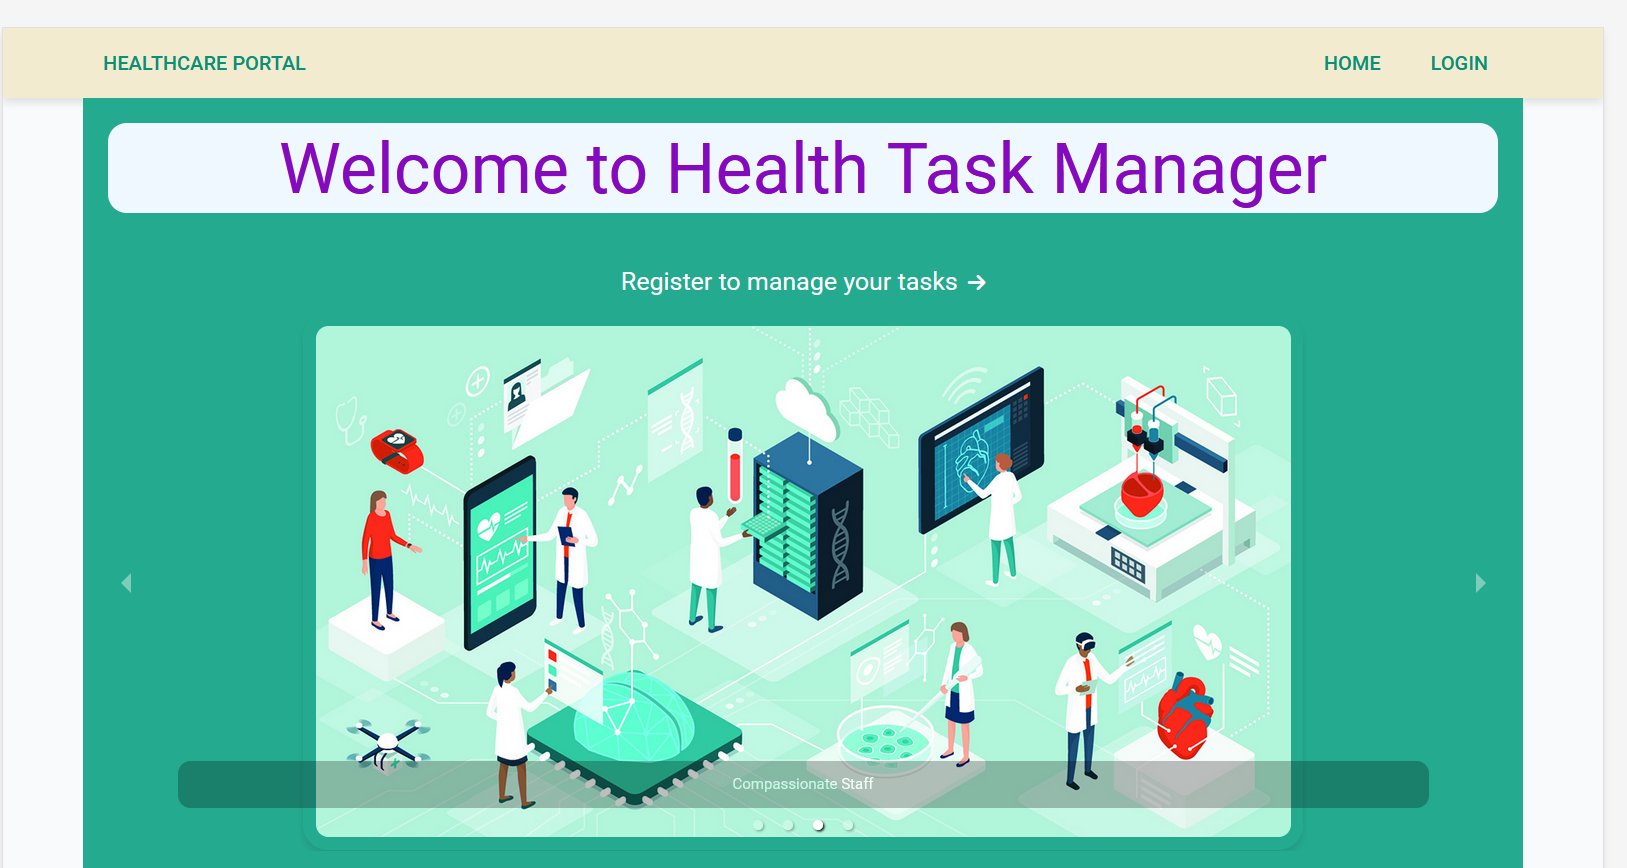 HEALTHCARE PORTAL
HOME
LOGIN
Welcome to Health Task Manager
Register to manage your tasks →
Compassionate Staff